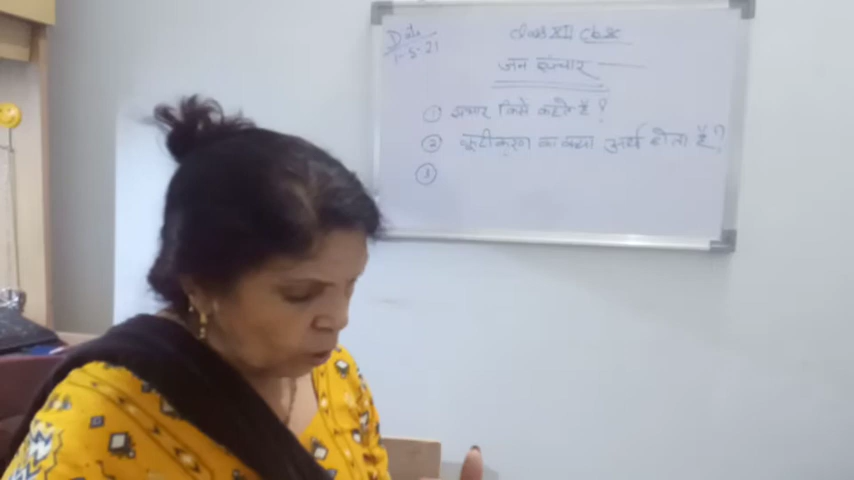 Date
1-5-21
Class XII CBSE
जन संचार
① संचार किसे कहते हैं?
② कूटीकरण का क्या अर्थ होता है?
③